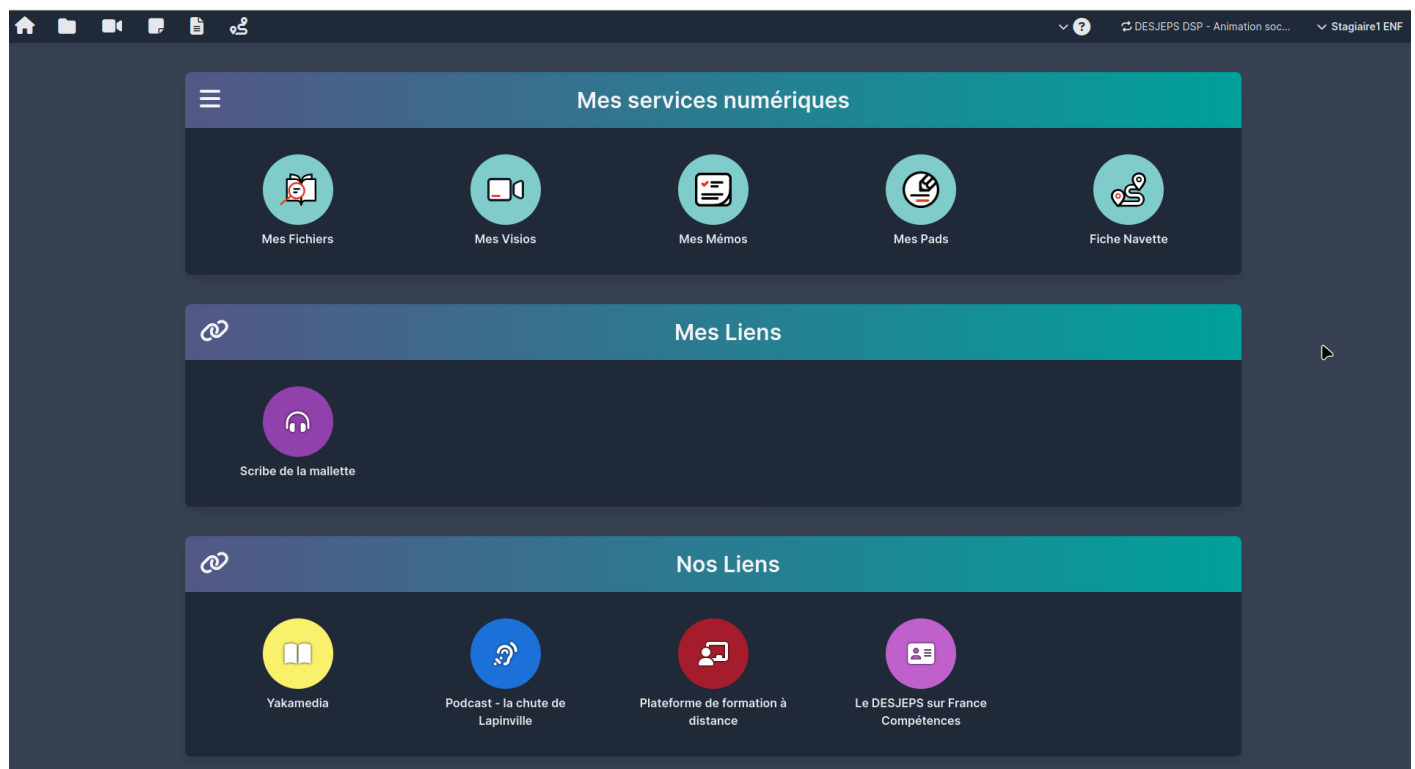 DESJEPS DSP - Animation soc...
Stagiaire1 ENF
Mes services numériques
Mes Fichiers
Mes Visios
Mes Mémos
Mes Pads
Fiche Navette
Mes Liens
Scribe de la mallette
Nos Liens
Yakamedia
Podcast - la chute de
Lapinville
Plateforme de formation à
distance
Le DESJEPS sur France
Compétences